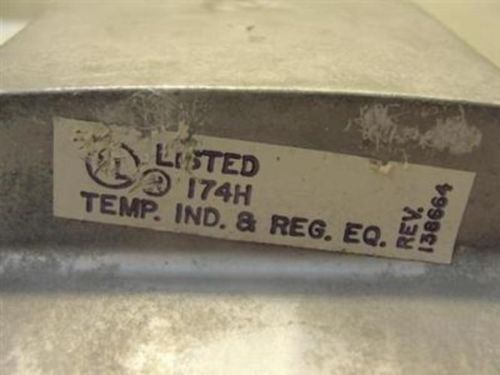 LISTED
174H
TEMP. IND. & REG. EQ.
REV.
138664